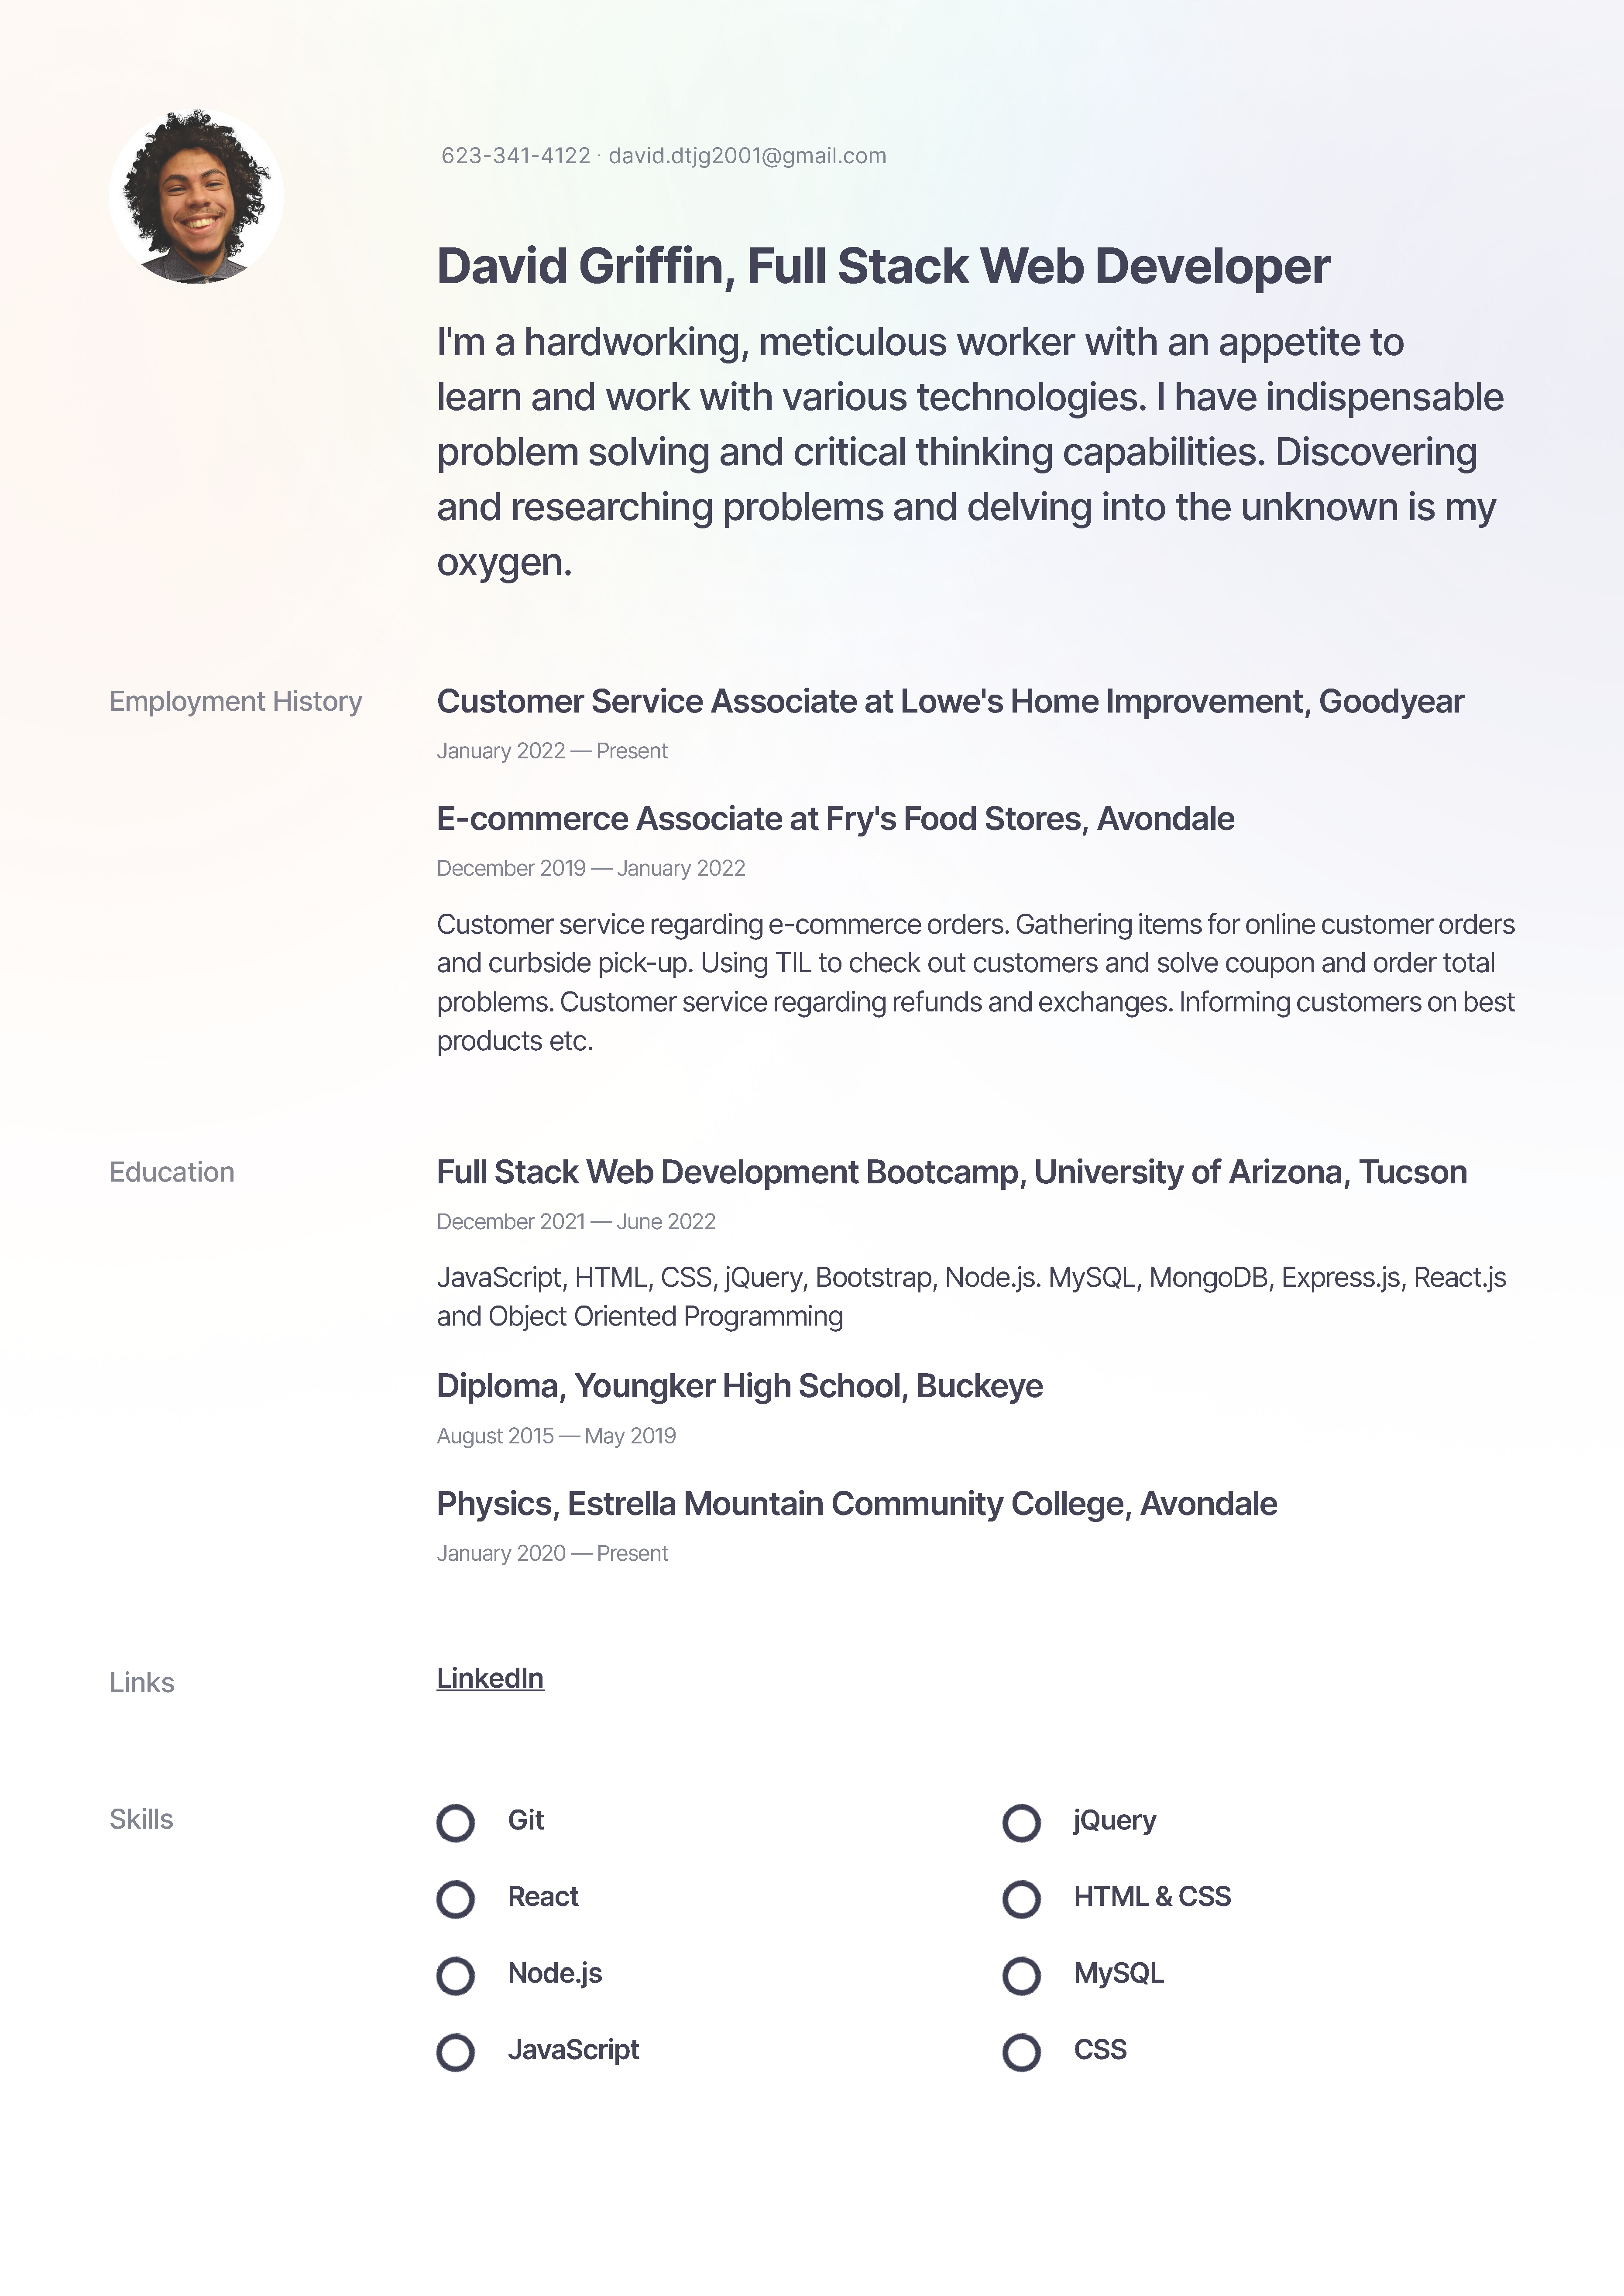 623-341-4122 · david.dtjg2001@gmail.com
David Griffin, Full Stack Web Developer
I'm a hardworking, meticulous worker with an appetite to
learn and work with various technologies. I have indispensable
problem solving and critical thinking capabilities. Discovering
and researching problems and delving into the unknown is my
oxygen.
Employment History
Customer Service Associate at Lowe's Home Improvement, Goodyear
January 2022 — Present
E-commerce Associate at Fry's Food Stores, Avondale
December 2019 — January 2022
Customer service regarding e-commerce orders. Gathering items for online customer orders
and curbside pick-up. Using TIL to check out customers and solve coupon and order total
problems. Customer service regarding refunds and exchanges. Informing customers on best
products etc.
Education
Full Stack Web Development Bootcamp, University of Arizona, Tucson
December 2021 — June 2022
JavaScript, HTML, CSS, jQuery, Bootstrap, Node.js. MySQL, MongoDB, Express.js, React.js
and Object Oriented Programming
Diploma, Youngker High School, Buckeye
August 2015 — May 2019
Physics, Estrella Mountain Community College, Avondale
January 2020 — Present
Links
LinkedIn
Skills
Git
jQuery
React
HTML & CSS
Node.js
MySQL
JavaScript
CSS